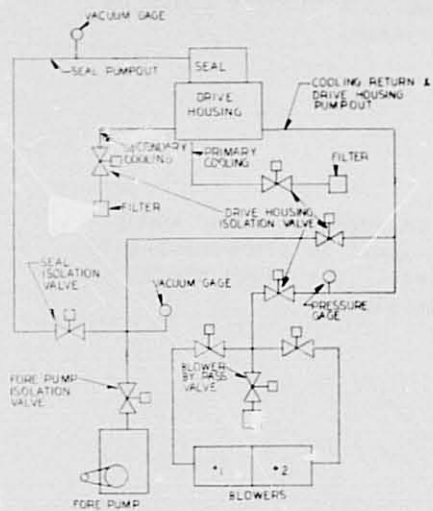 VACUUM GAGE
SEAL PUMPOUT
SEAL
DRIVE
HOUSING
COOLING RETURN &
DRIVE HOUSING
PUMPOUT
SECONDARY
COOLING
PRIMARY
COOLING
FILTER
FILTER
DRIVE HOUSING
ISOLATION VALVE
SEAL
ISOLATION
VALVE
VACUUM GAGE
PRESSURE
GAGE
FORE PUMP
ISOLATION
VALVE
BLOWER
BY PASS
VALVE
#1
#2
BLOWERS
FORE PUMP